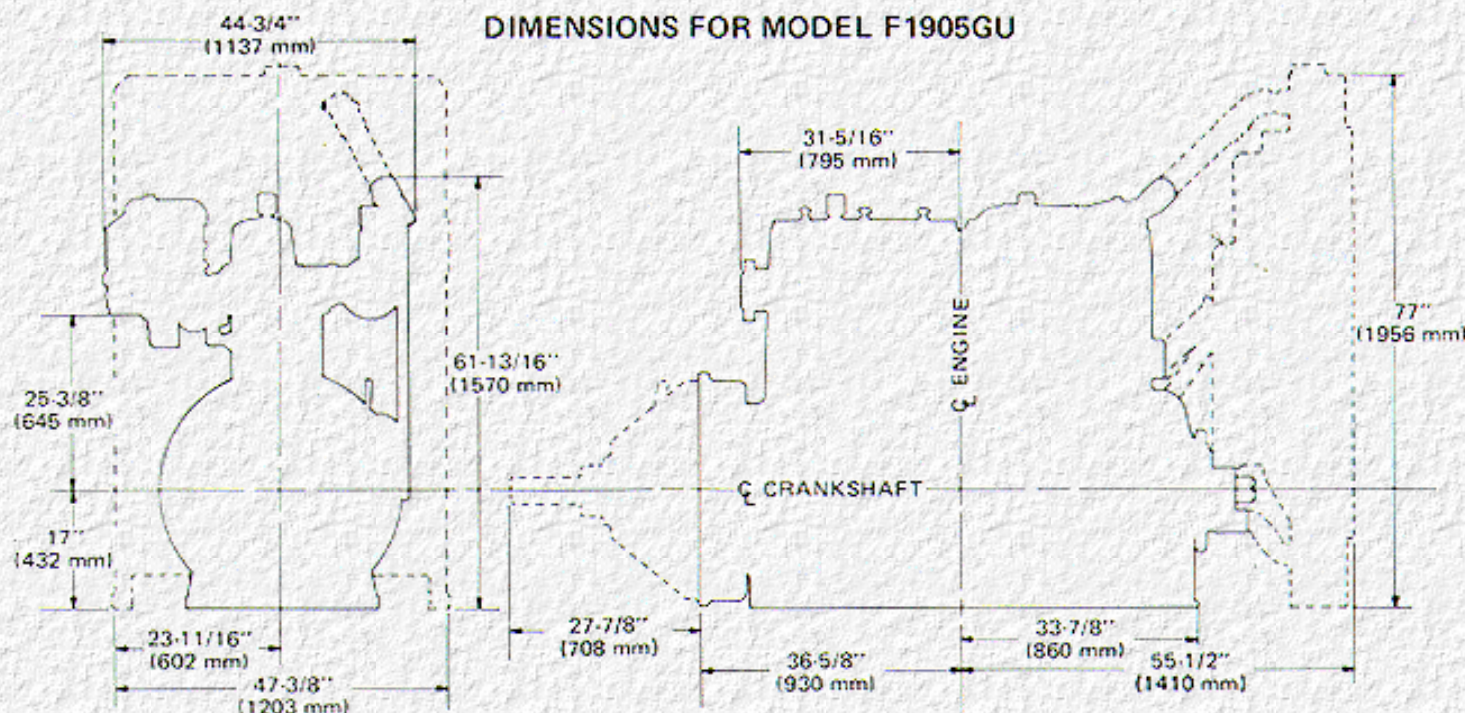 DIMENSIONS FOR MODEL F1905GU
44-3/4"
(1137 mm)
31-5/16"
(795 mm)
77"
(1956 mm)
61-13/16"
(1570 mm)
25-3/8"
(645 mm)
℄ ENGINE
℄ CRANKSHAFT
17"
(432 mm)
23-11/16"
(602 mm)
47-3/8"
(1203 mm)
27-7/8"
(708 mm)
36-5/8"
(930 mm)
33-7/8"
(860 mm)
55-1/2"
(1410 mm)